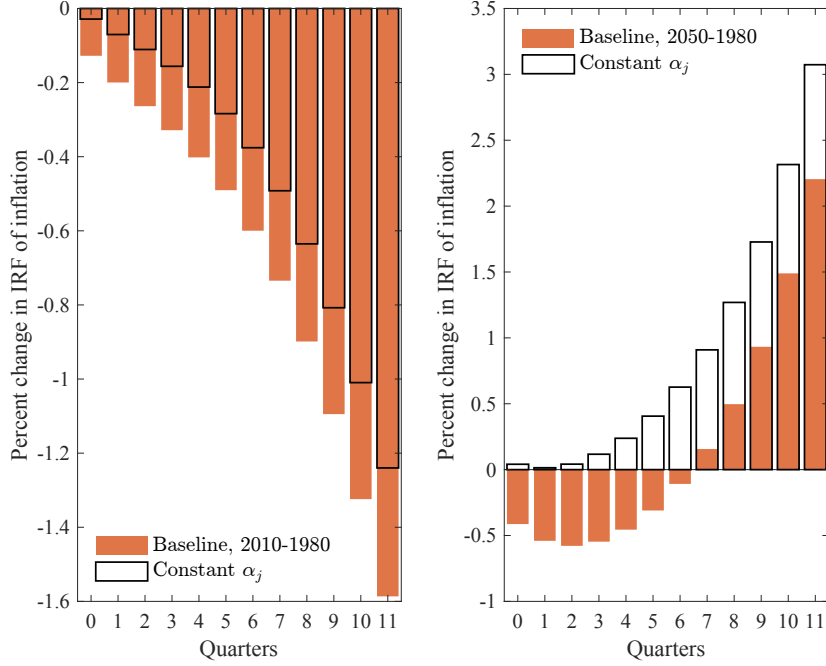 Percent change in IRF of inflation
0
-0.2
-0.4
-0.6
-0.8
-1
-1.2
-1.4
-1.6
Baseline, 2010-1980
Constant αj
0 1 2 3 4 5 6 7 8 9 10 11
Quarters
Percent change in IRF of inflation
3.5
3
2.5
2
1.5
1
0.5
0
-0.5
-1
Baseline, 2050-1980
Constant αj
0 1 2 3 4 5 6 7 8 9 10 11
Quarters